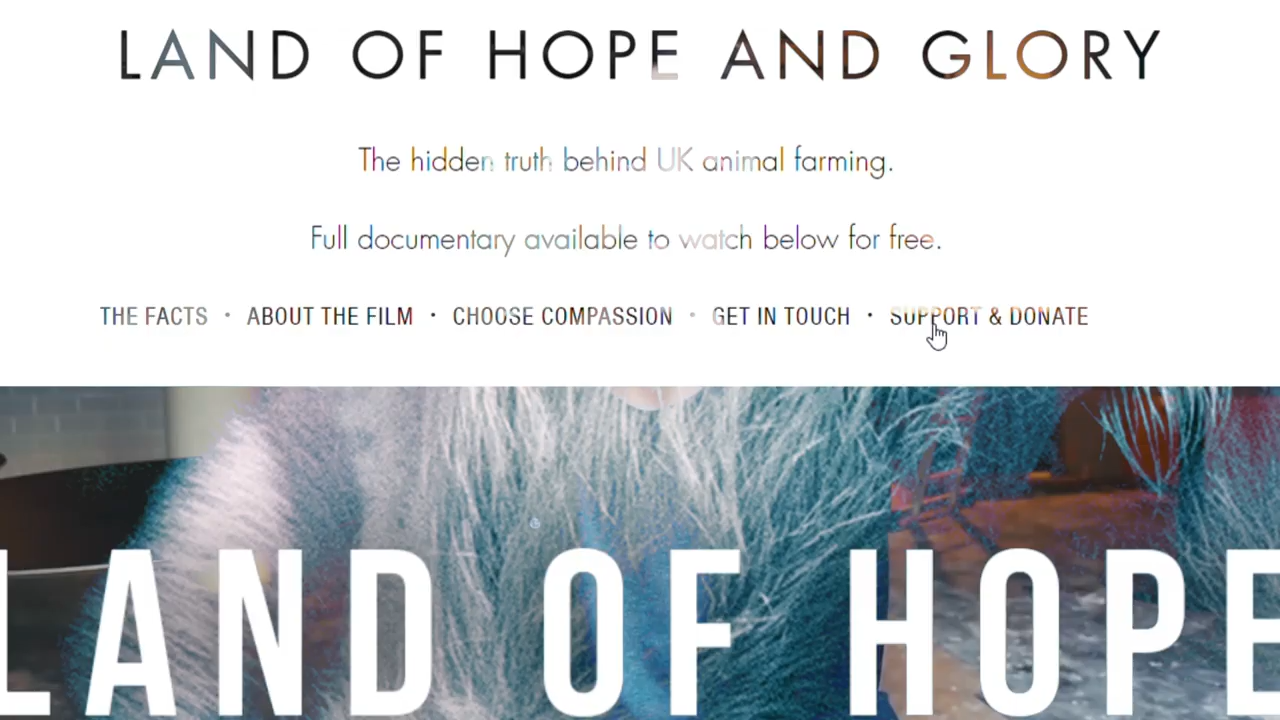 LAND OF HOPE AND GLORY
The hidden truth behind UK animal farming.
Full documentary available to watch below for free.
THE FACTS • ABOUT THE FILM • CHOOSE COMPASSION • GET IN TOUCH • SUPPORT & DONATE
LAND OF HOPE